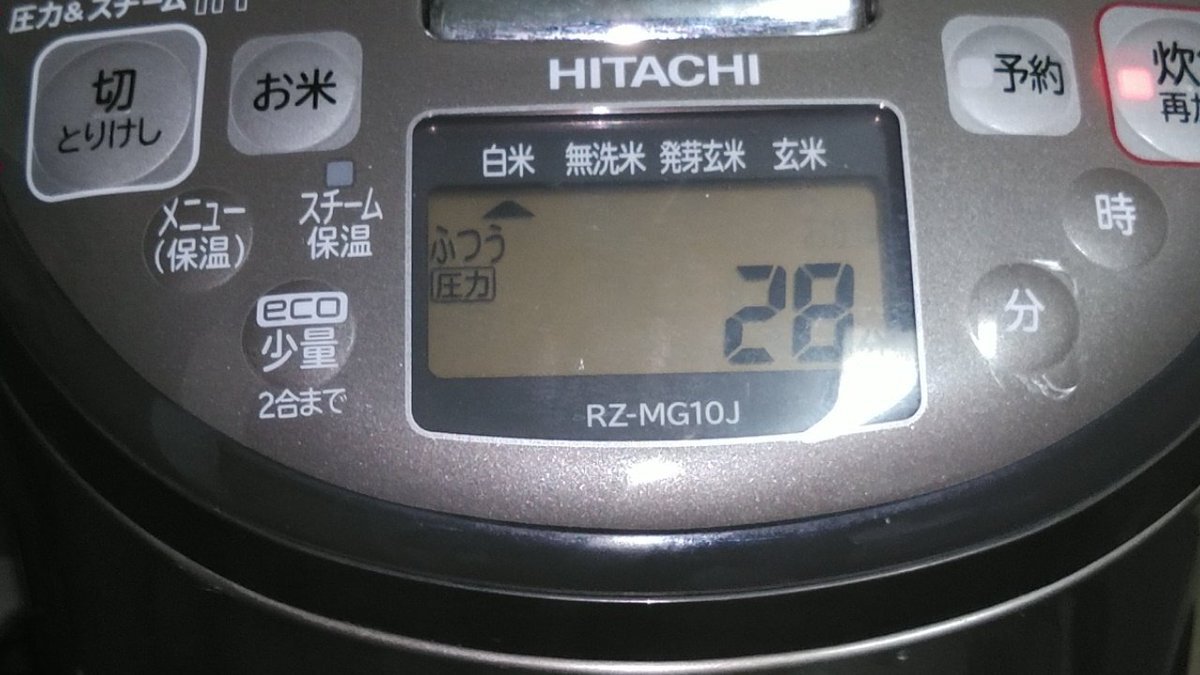 圧力&スチーム
切
とりけし
お米
HITACHI
予約
炊
再
白米 無洗米 発芽玄米 玄米
メニュー
(保温)
スチーム
保温
時
ふつう
圧力
28
分
eco
少量
2合まで
RZ-MG10J